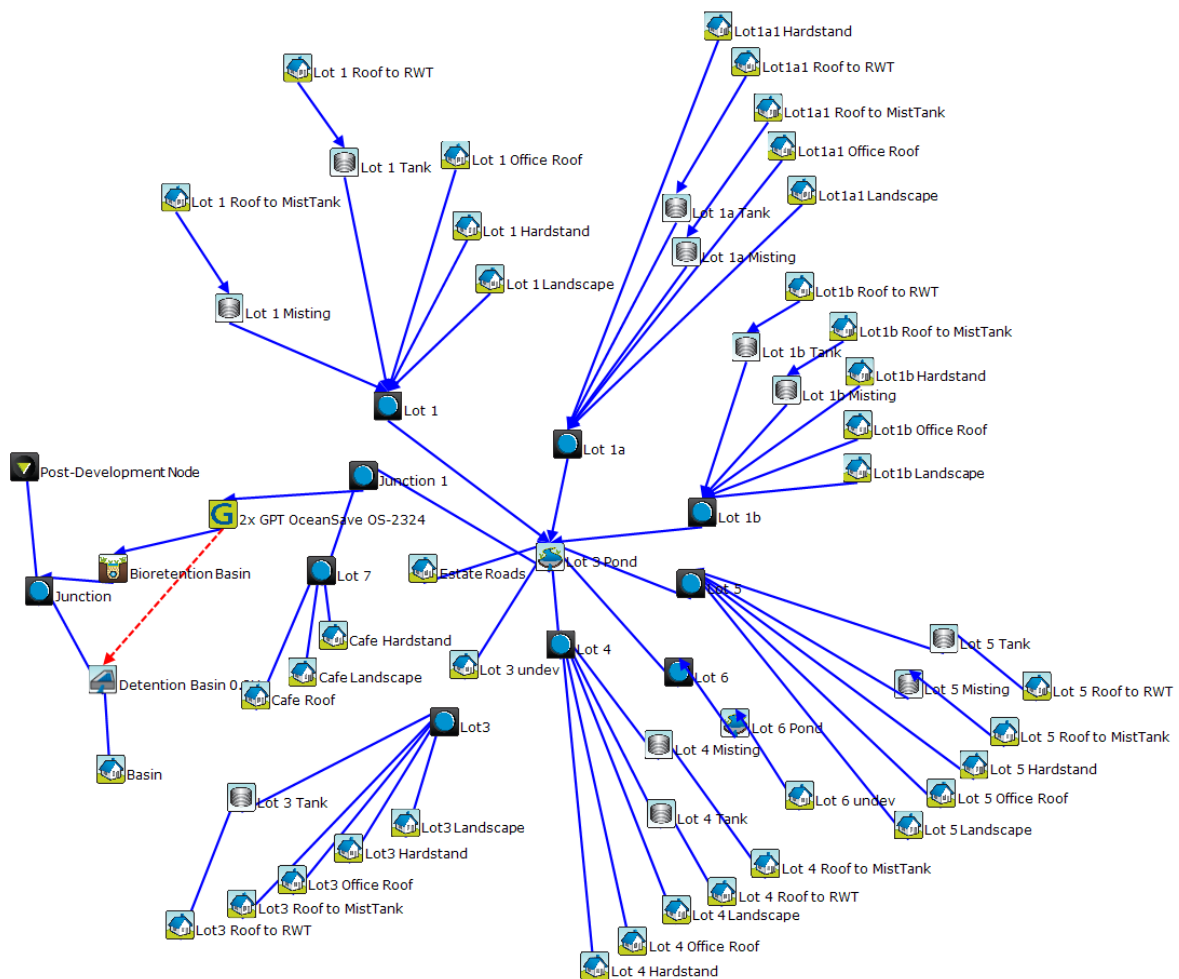 Lot1a1 Hardstand
Lot 1 Roof to RWT
Lot1a1 Roof to RWT
Lot1a1 Roof to MistTank
Lot1a1 Office Roof
Lot 1 Office Roof
Lot 1 Tank
Lot1a1 Landscape
Lot 1 Roof to MistTank
Lot 1a Tank
Lot 1 Hardstand
Lot 1a Misting
Lot 1 Landscape
Lot1b Roof to RWT
Lot 1 Misting
Lot1b Roof to MistTank
Lot 1b Tank
Lot1b Hardstand
Lot 1b Misting
Lot 1
Lot1b Office Roof
Lot 1a
Post-Development Node
Junction 1
Lot1b Landscape
2x GPT OceanSave OS-2324
Lot 1b
Lot 3 Pond
Bioretention Basin
Lot 7
Estate Roads
Lot 5
Junction
Cafe Hardstand
Lot 4
Lot 5 Tank
Lot 3 undev
Lot 6
Cafe Landscape
Detention Basin
Lot 5 Misting
Lot 5 Roof to RWT
Cafe Roof
Lot3
Lot 6 Pond
Lot 5 Roof to MistTank
Lot 4 Misting
Basin
Lot 5 Hardstand
Lot 3 Tank
Lot 6 undev
Lot 5 Office Roof
Lot 4 Tank
Lot3 Landscape
Lot 5 Landscape
Lot3 Hardstand
Lot 4 Roof to MistTank
Lot3 Office Roof
Lot 4 Roof to RWT
Lot3 Roof to MistTank
Lot 4 Landscape
Lot3 Roof to RWT
Lot 4 Office Roof
Lot 4 Hardstand